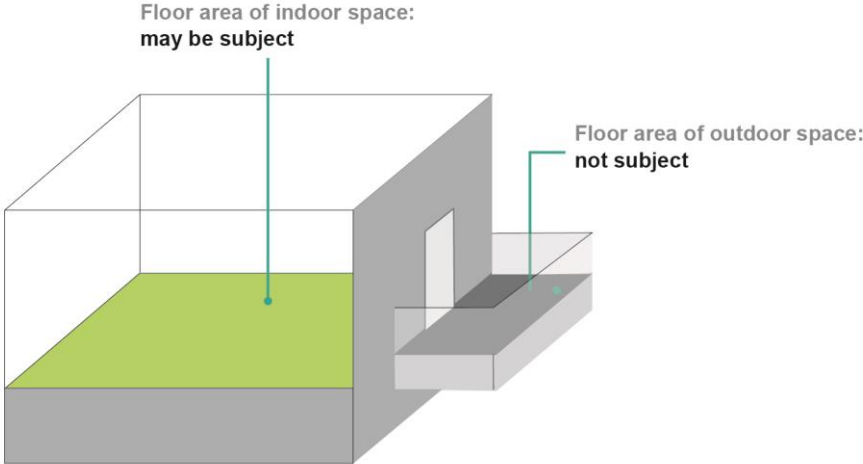 Floor area of indoor space:
may be subject
Floor area of outdoor space:
not subject